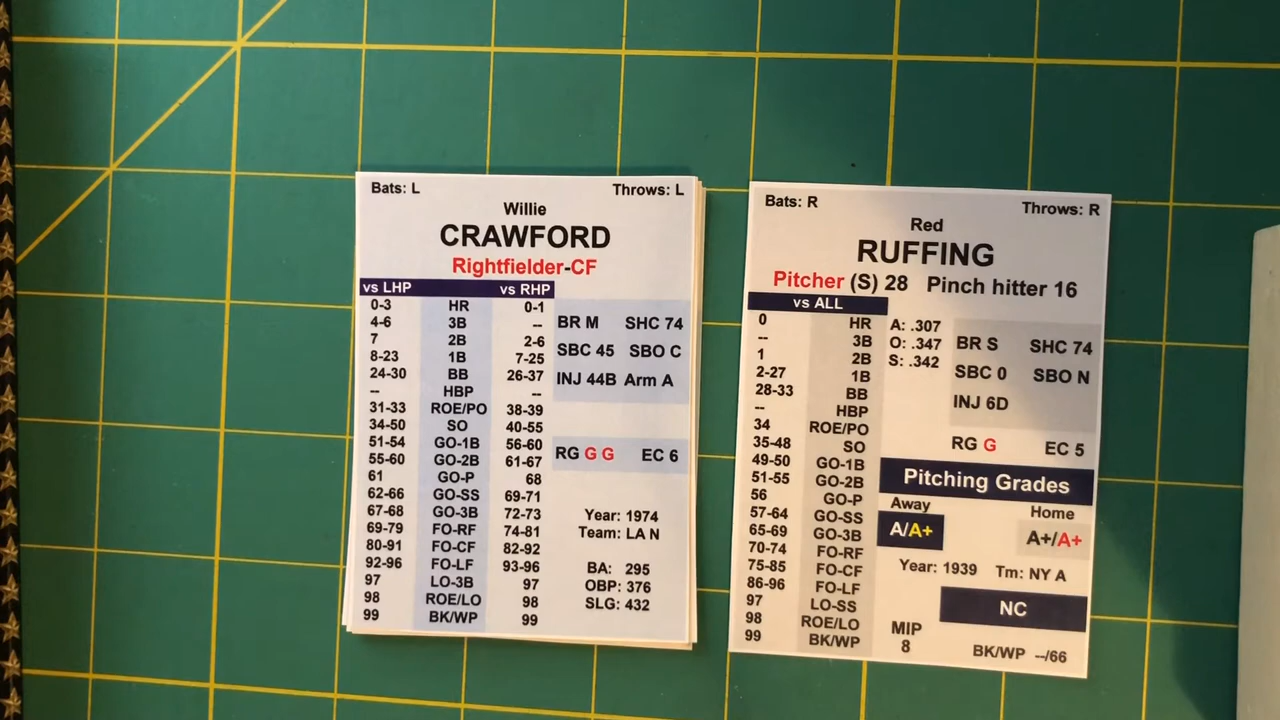 Bats: L Throws: L
Willie
CRAWFORD
Rightfielder-CF
vs LHP vs RHP
0-3 HR 0-1
4-6 3B --
7 2B 2-6
8-23 1B 7-25
24-30 BB 26-37
-- HBP --
31-33 ROE/PO 38-39
34-50 SO 40-55
51-54 GO-1B 56-60
55-60 GO-2B 61-67
61 GO-P 68
62-66 GO-SS 69-71
67-68 GO-3B 72-73
69-79 FO-RF 74-81
80-91 FO-CF 82-92
92-96 FO-LF 93-96
97 LO-3B 97
98 ROE/LO 98
99 BK/WP 99
BR M SHC 74
SBC 45 SBO C
INJ 44B Arm A
RG G G EC 6
Year: 1974
Team: LA N
BA: 295
OBP: 376
SLG: 432
Bats: R Throws: R
Red
RUFFING
Pitcher (S) 28 Pinch hitter 16
vs ALL
0 HR
-- 3B
1 2B
2-27 1B
28-33 BB
-- HBP
34 ROE/PO
35-48 SO
49-50 GO-1B
51-55 GO-2B
56 GO-P
57-64 GO-SS
65-69 GO-3B
70-74 FO-RF
75-85 FO-CF
86-96 FO-LF
97 LO-SS
98 ROE/LO
99 BK/WP
A: .307
O: .347
S: .342
BR S SHC 74
SBC 0 SBO N
INJ 6D
RG G EC 5
Pitching Grades
Away Home
A/A+ A+/A+
Year: 1939 Tm: NY A
NC
MIP
8
BK/WP --/66